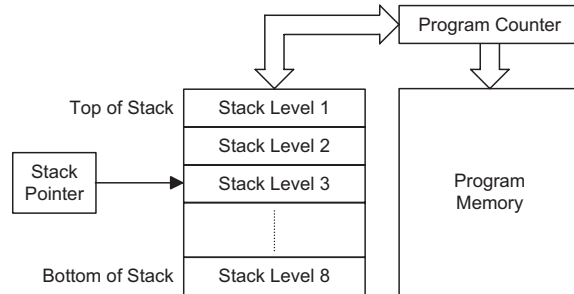 Program Counter
Top of Stack
Stack Level 1
Stack Level 2
Stack
Pointer
Stack Level 3
Program
Memory
Bottom of Stack
Stack Level 8